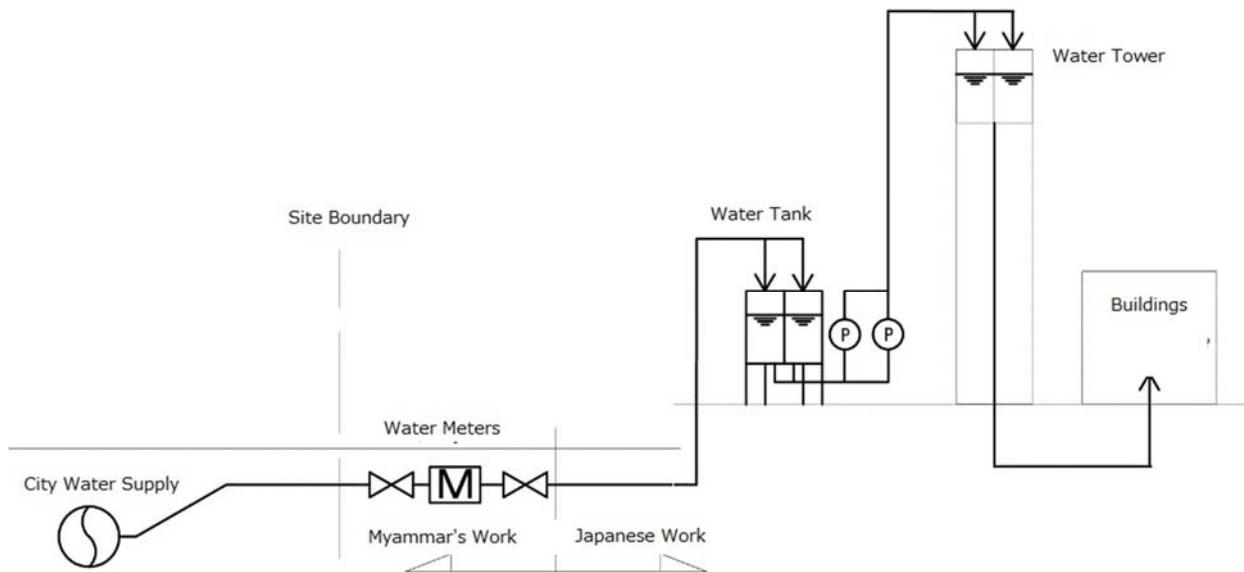 Water Tower
Site Boundary
Water Tank
P P
Buildings
Water Meters
City Water Supply
M
Myammar's Work
Japanese Work